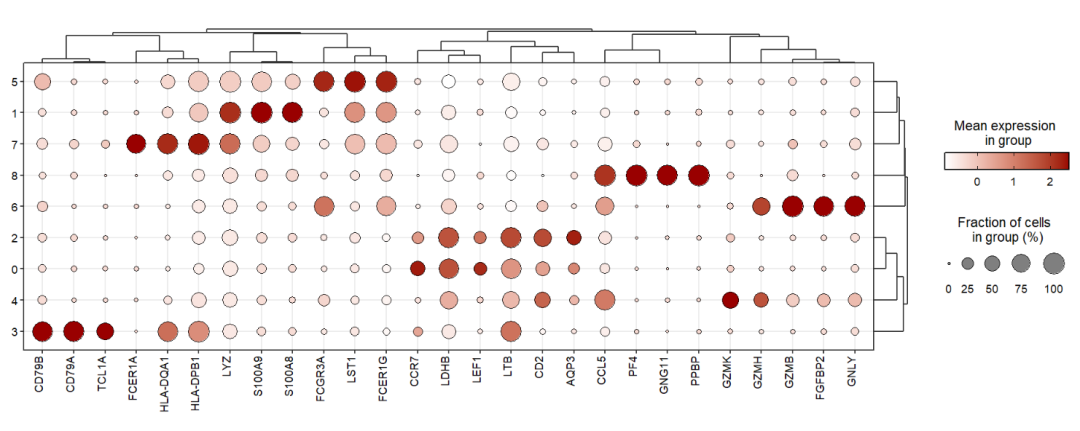 5
1
7
8
6
2
0
4
3
CD79B
CD79A
TCL1A
FCER1A
HLA-DQA1
HLA-DPB1
LYZ
S100A9
S100A8
FCGR3A
LST1
FCER1G
CCR7
LDHB
LEF1
LTB
CD2
AQP3
CCL5
PF4
GNG11
PPBP
GZMK
GZMH
GZMB
FGFBP2
GNLY
Mean expression
in group
0 1 2
Fraction of cells
in group (%)
0 25 50 75 100